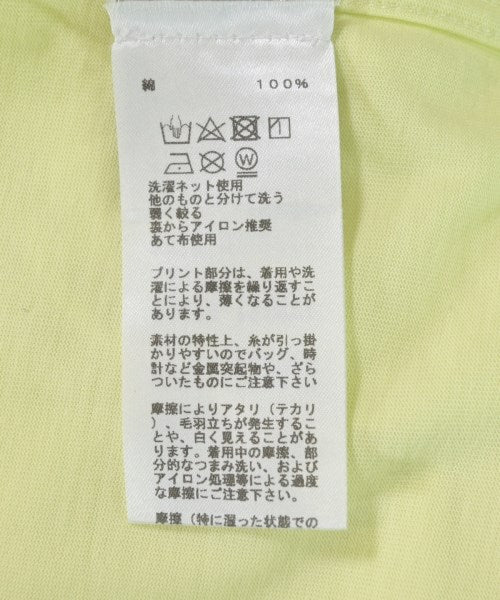 綿 100%
W
洗濯ネット使用
他のものと分けて洗う
弱く絞る
裏からアイロン推奨
あて布使用
プリント部分は、着用や洗
濯による摩擦を繰り返すこ
とにより、薄くなることが
あります。
素材の特性上、糸が引っ掛
かりやすいのでバッグ、時
計など金属突起物や、ざら
ついたものにご注意下さい
摩擦によりアタリ（テカリ
）、毛羽立ちが発生するこ
とや、白く見えることがあ
ります。着用中の摩擦、部
分的なつまみ洗い、および
アイロン処理等による過度
な摩擦にご注意下さい。
摩擦（特に湿った状態での